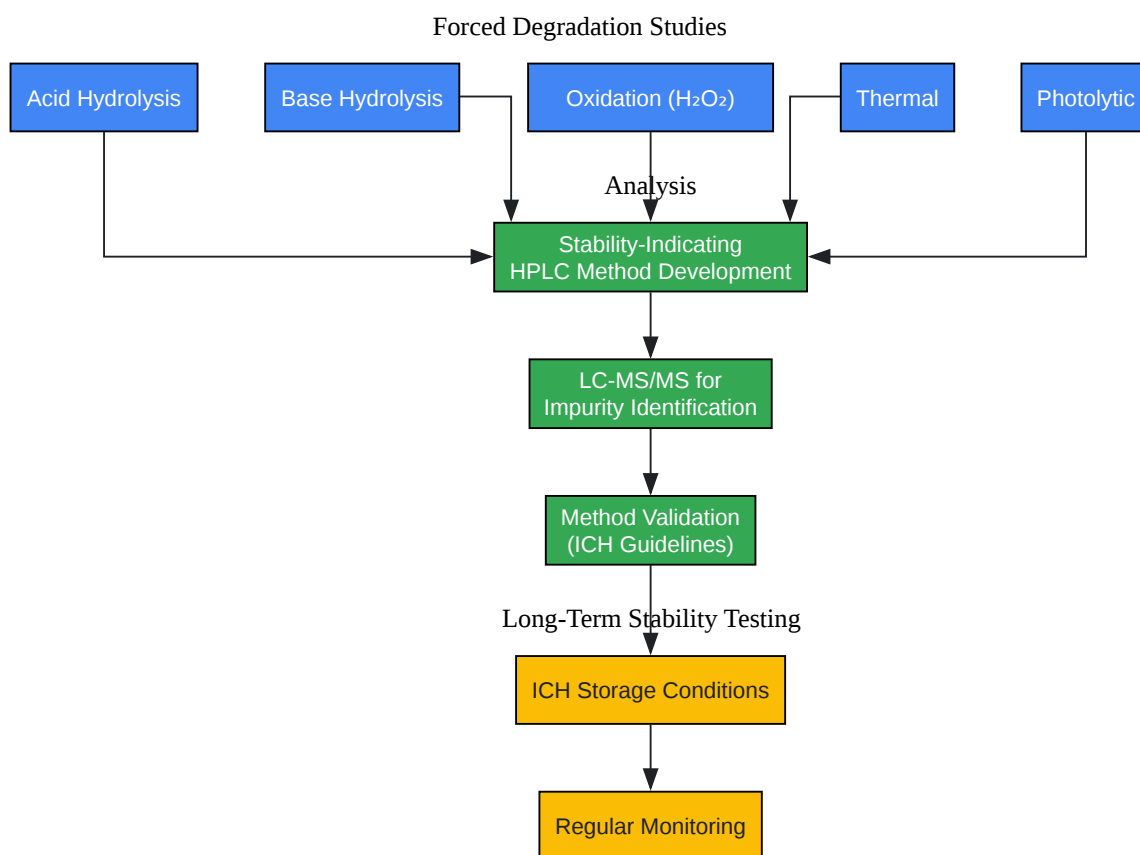 Forced Degradation Studies
Acid Hydrolysis
Base Hydrolysis
Oxidation (H₂O₂)
Thermal
Photolytic
Analysis
Stability-Indicating
HPLC Method Development
LC-MS/MS for
Impurity Identification
Method Validation
(ICH Guidelines)
Long-Term Stability Testing
ICH Storage Conditions
Regular Monitoring